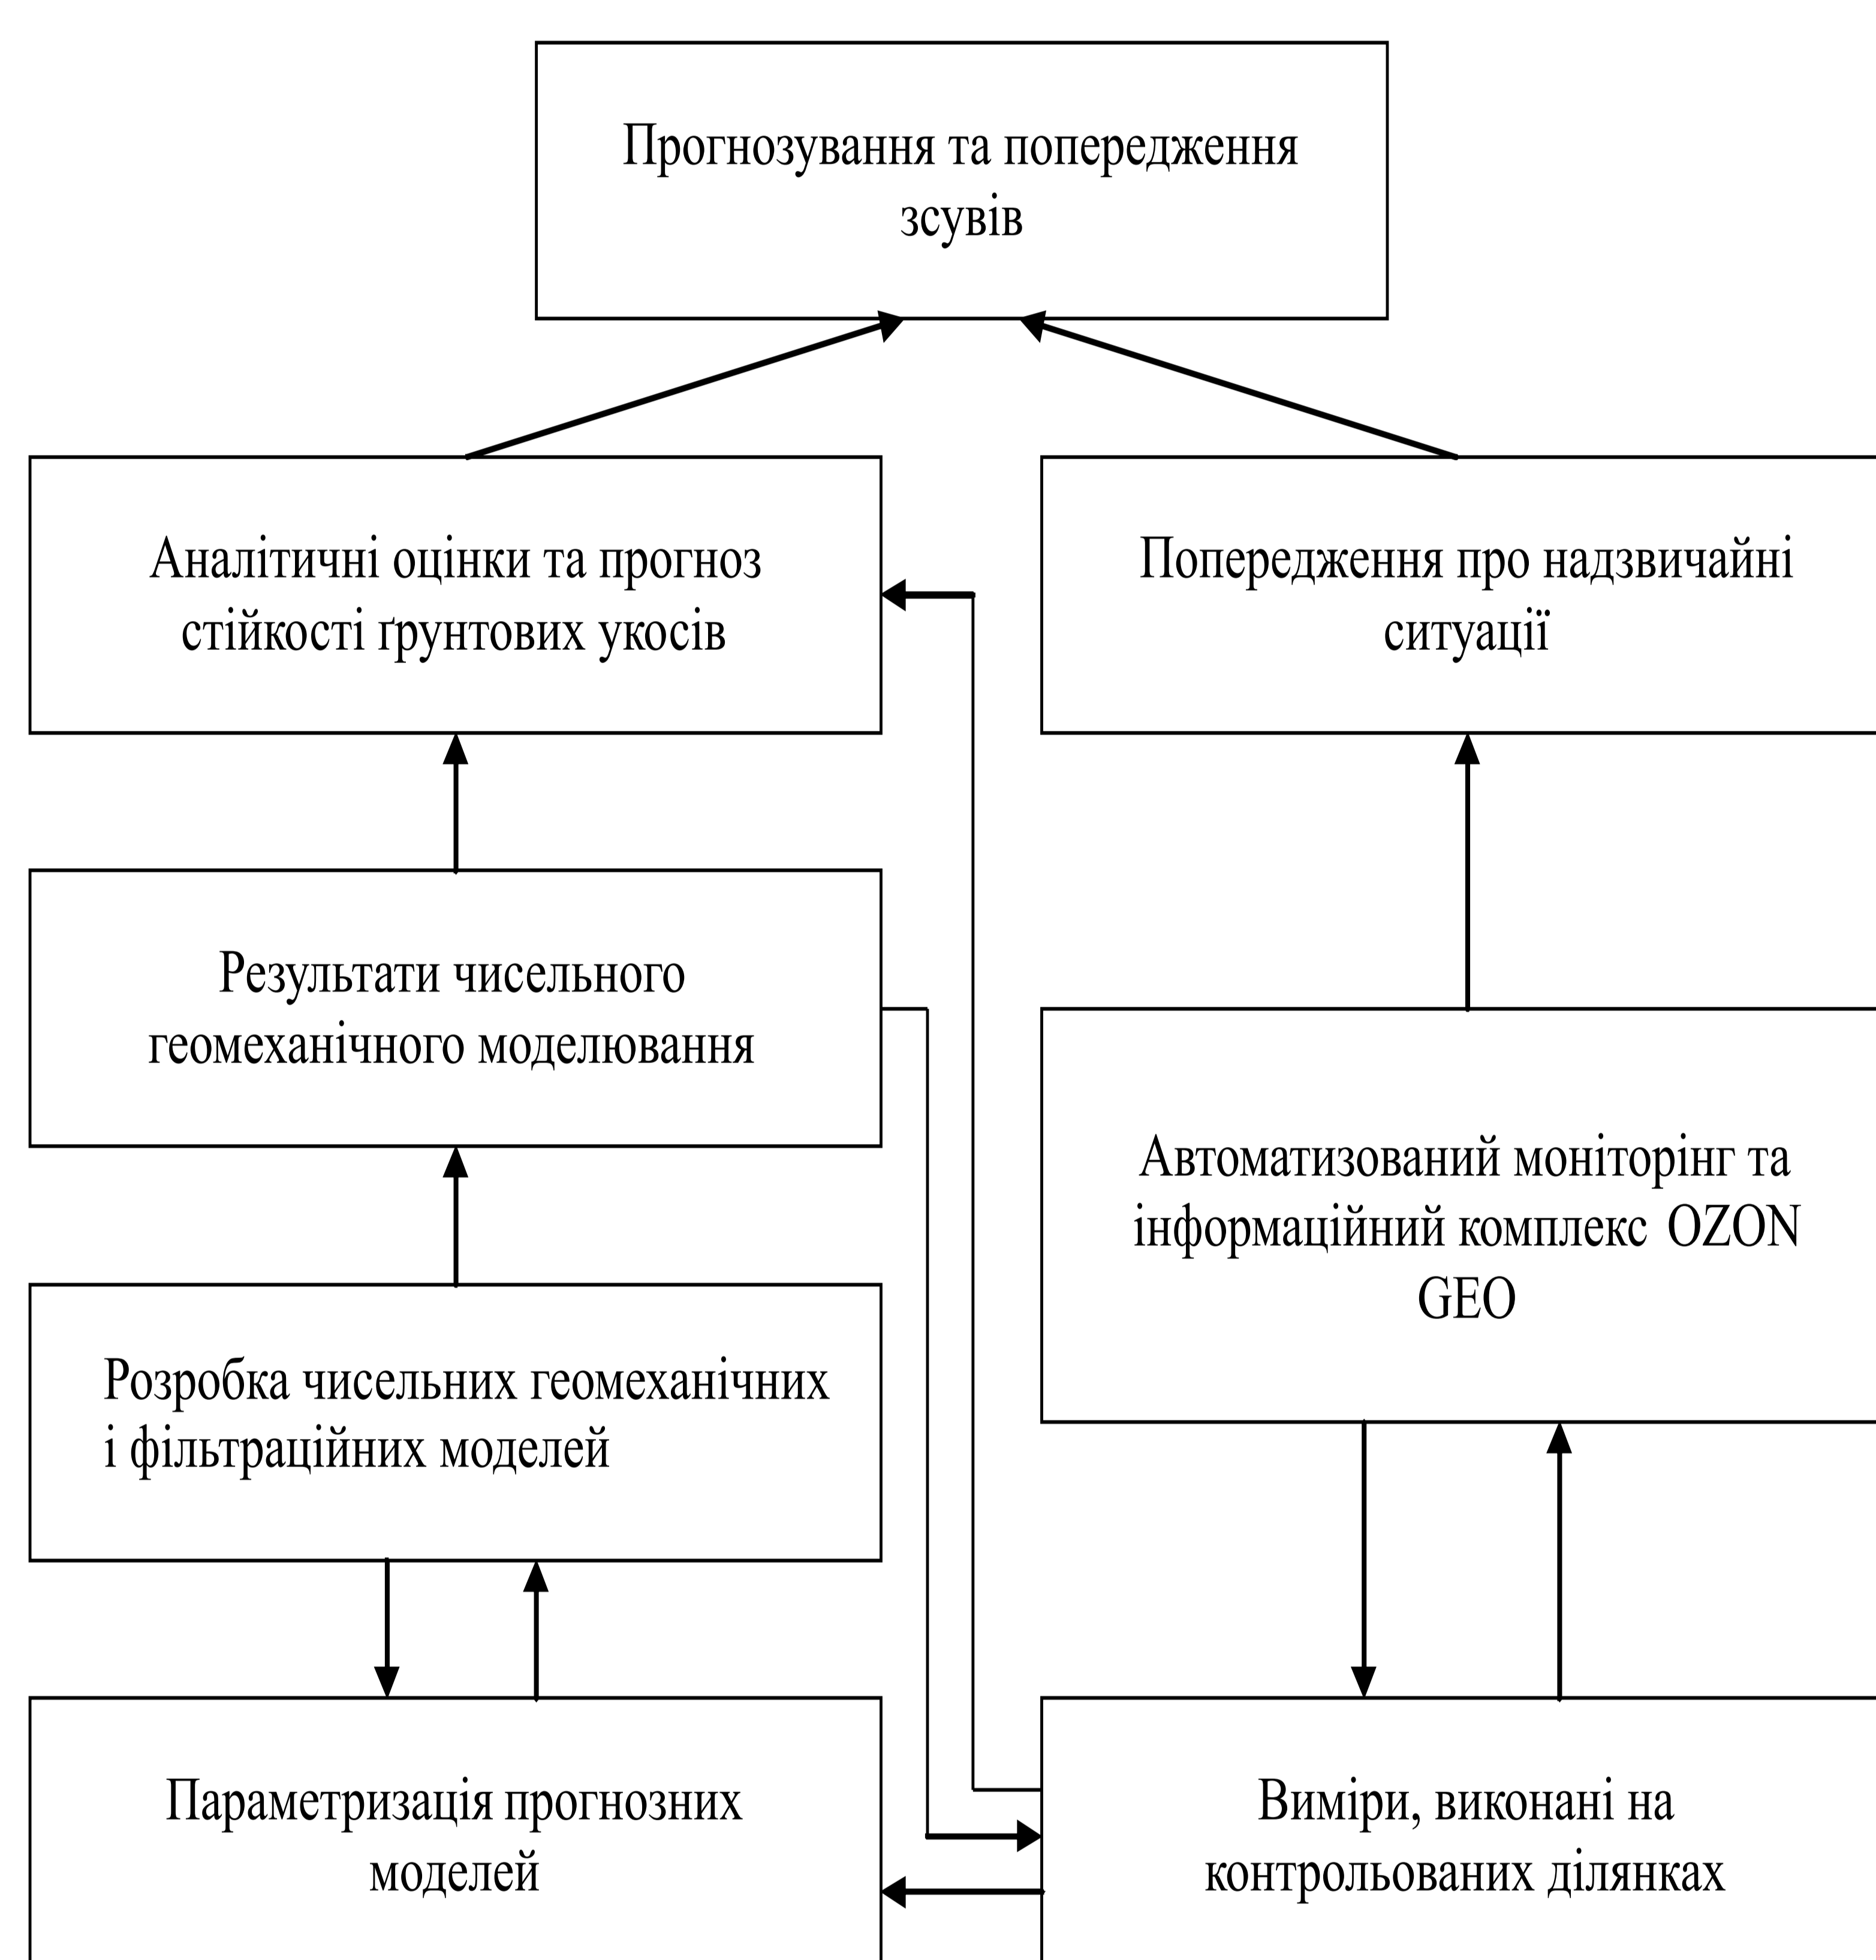 Прогнозування та попередження
зсувів
Аналітичні оцінки та прогноз
стійкості ґрунтових укосів
Попередження про надзвичайні
ситуації
Результати чисельного
геомеханічного моделювання
Автоматизований моніторінг та
інформаційний комплекс OZON
GEO
Розробка чисельних геомеханічних
і фільтраційних моделей
Параметризація прогнозних
моделей
Виміри, виконані на
контрольованих ділянках